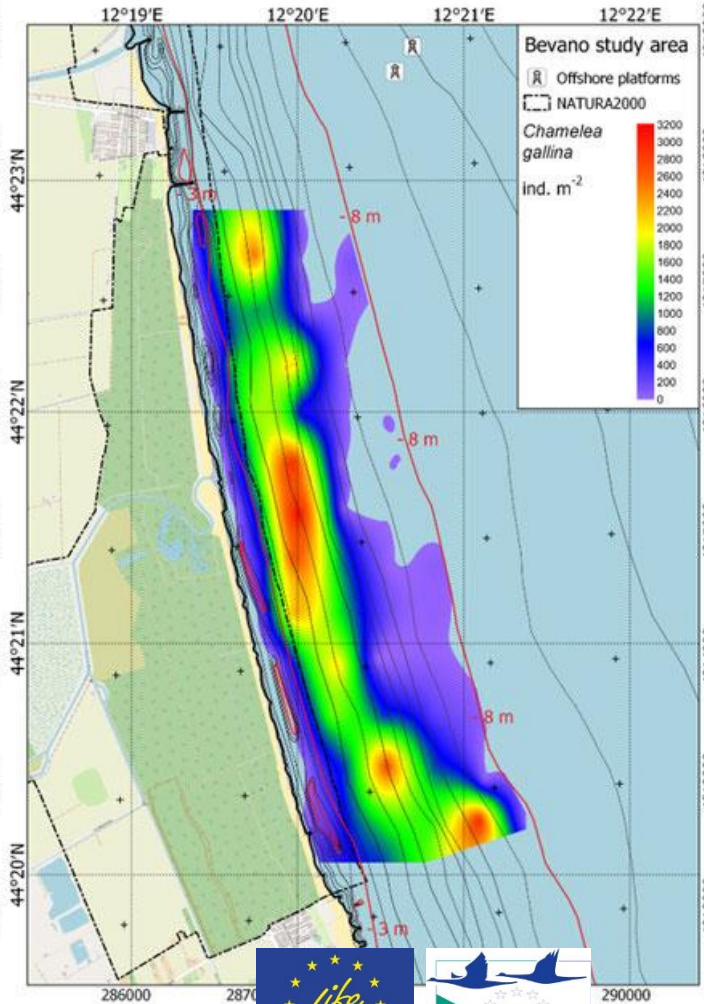 12°19'E 12°20'E 12°21'E 12°22'E
Bevano study area
Offshore platforms
NATURA2000
Chamelea
gallina
ind. m-2
3200
3000
2800
2600
2400
2200
2000
1800
1600
1400
1200
1000
800
600
400
200
0
44°23'N
44°22'N
44°21'N
44°20'N
3 m
- 8 m
- 8 m
- 8 m
- 3 m
286000 290000
life